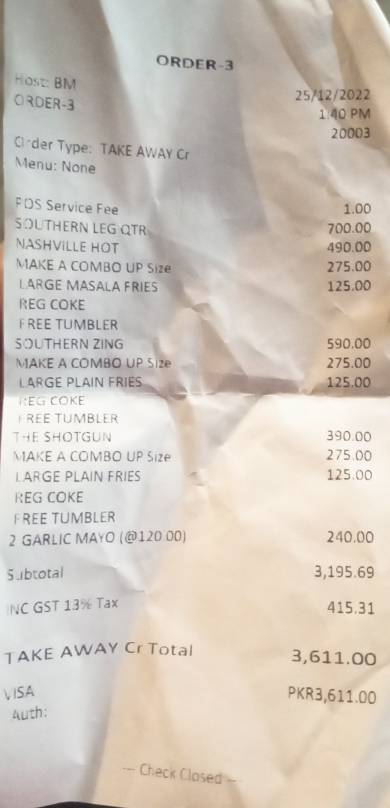 ORDER-3
Host: BM
ORDER-3
25/12/2022
1:40 PM
20003
Order Type: TAKE AWAY Cr
Menu: None
POS Service Fee 1.00
SOUTHERN LEG QTR 700.00
NASHVILLE HOT 490.00
MAKE A COMBO UP Size 275.00
LARGE MASALA FRIES 125.00
REG COKE
FREE TUMBLER
SOUTHERN ZING 590.00
MAKE A COMBO UP Size 275.00
LARGE PLAIN FRIES 125.00
REG COKE
FREE TUMBLER
THE SHOTGUN 390.00
MAKE A COMBO UP Size 275.00
LARGE PLAIN FRIES 125.00
REG COKE
FREE TUMBLER
2 GARLIC MAYO (@120.00) 240.00
Subtotal 3,195.69
INC GST 13% Tax 415.31
TAKE AWAY Cr Total 3,611.00
VISA PKR3,611.00
Auth:
--- Check Closed ---